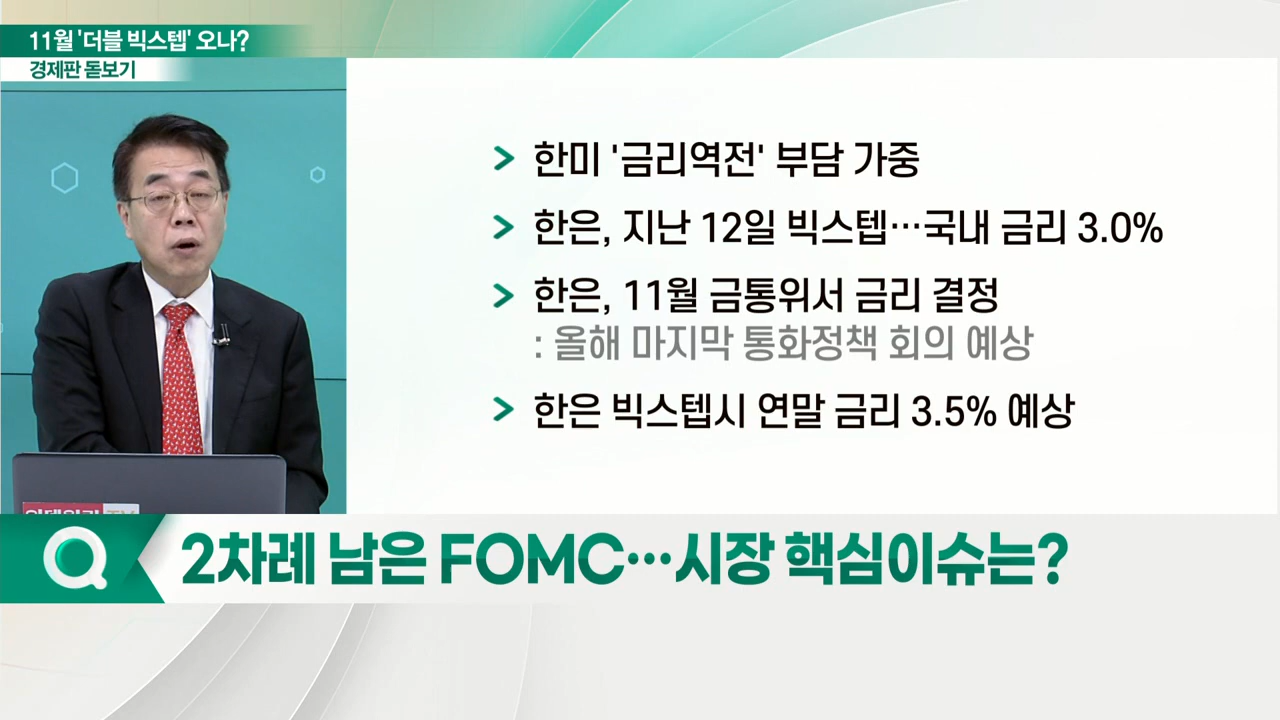 11월 '더블 빅스텝' 오나?
경제판 돋보기
> 한미 '금리역전' 부담 가중
> 한은, 지난 12일 빅스텝…국내 금리 3.0%
> 한은, 11월 금통위서 금리 결정
: 올해 마지막 통화정책 회의 예상
> 한은 빅스텝시 연말 금리 3.5% 예상
2차례 남은 FOMC…시장 핵심이슈는?